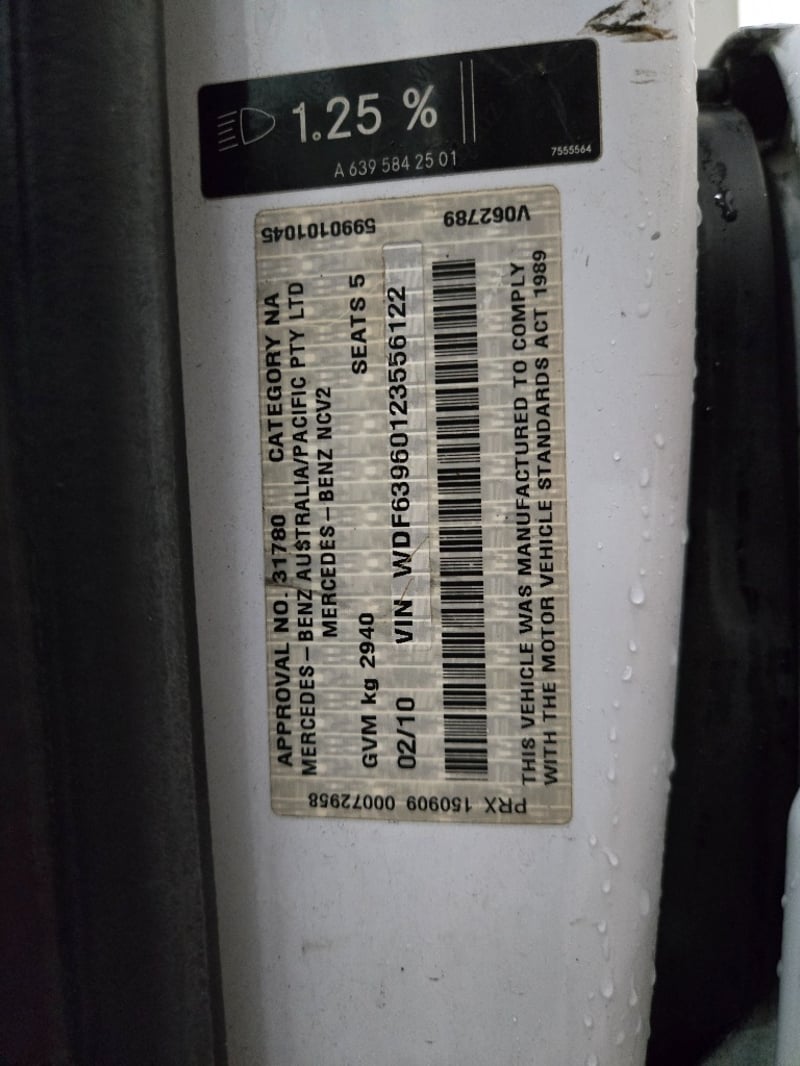 1.25 %
A 639 584 25 01
7555564
5990101045
V062789
APPROVAL NO. 31780 CATEGORY NA
MERCEDES-BENZ AUSTRALIA/PACIFIC PTY LTD
MERCEDES-BENZ NCV2
GVM kg 2940 SEATS 5
02/10 VIN WDF63960123556122
THIS VEHICLE WAS MANUFACTURED TO COMPLY
WITH THE MOTOR VEHICLE STANDARDS ACT 1989
PRX 150909 00072958